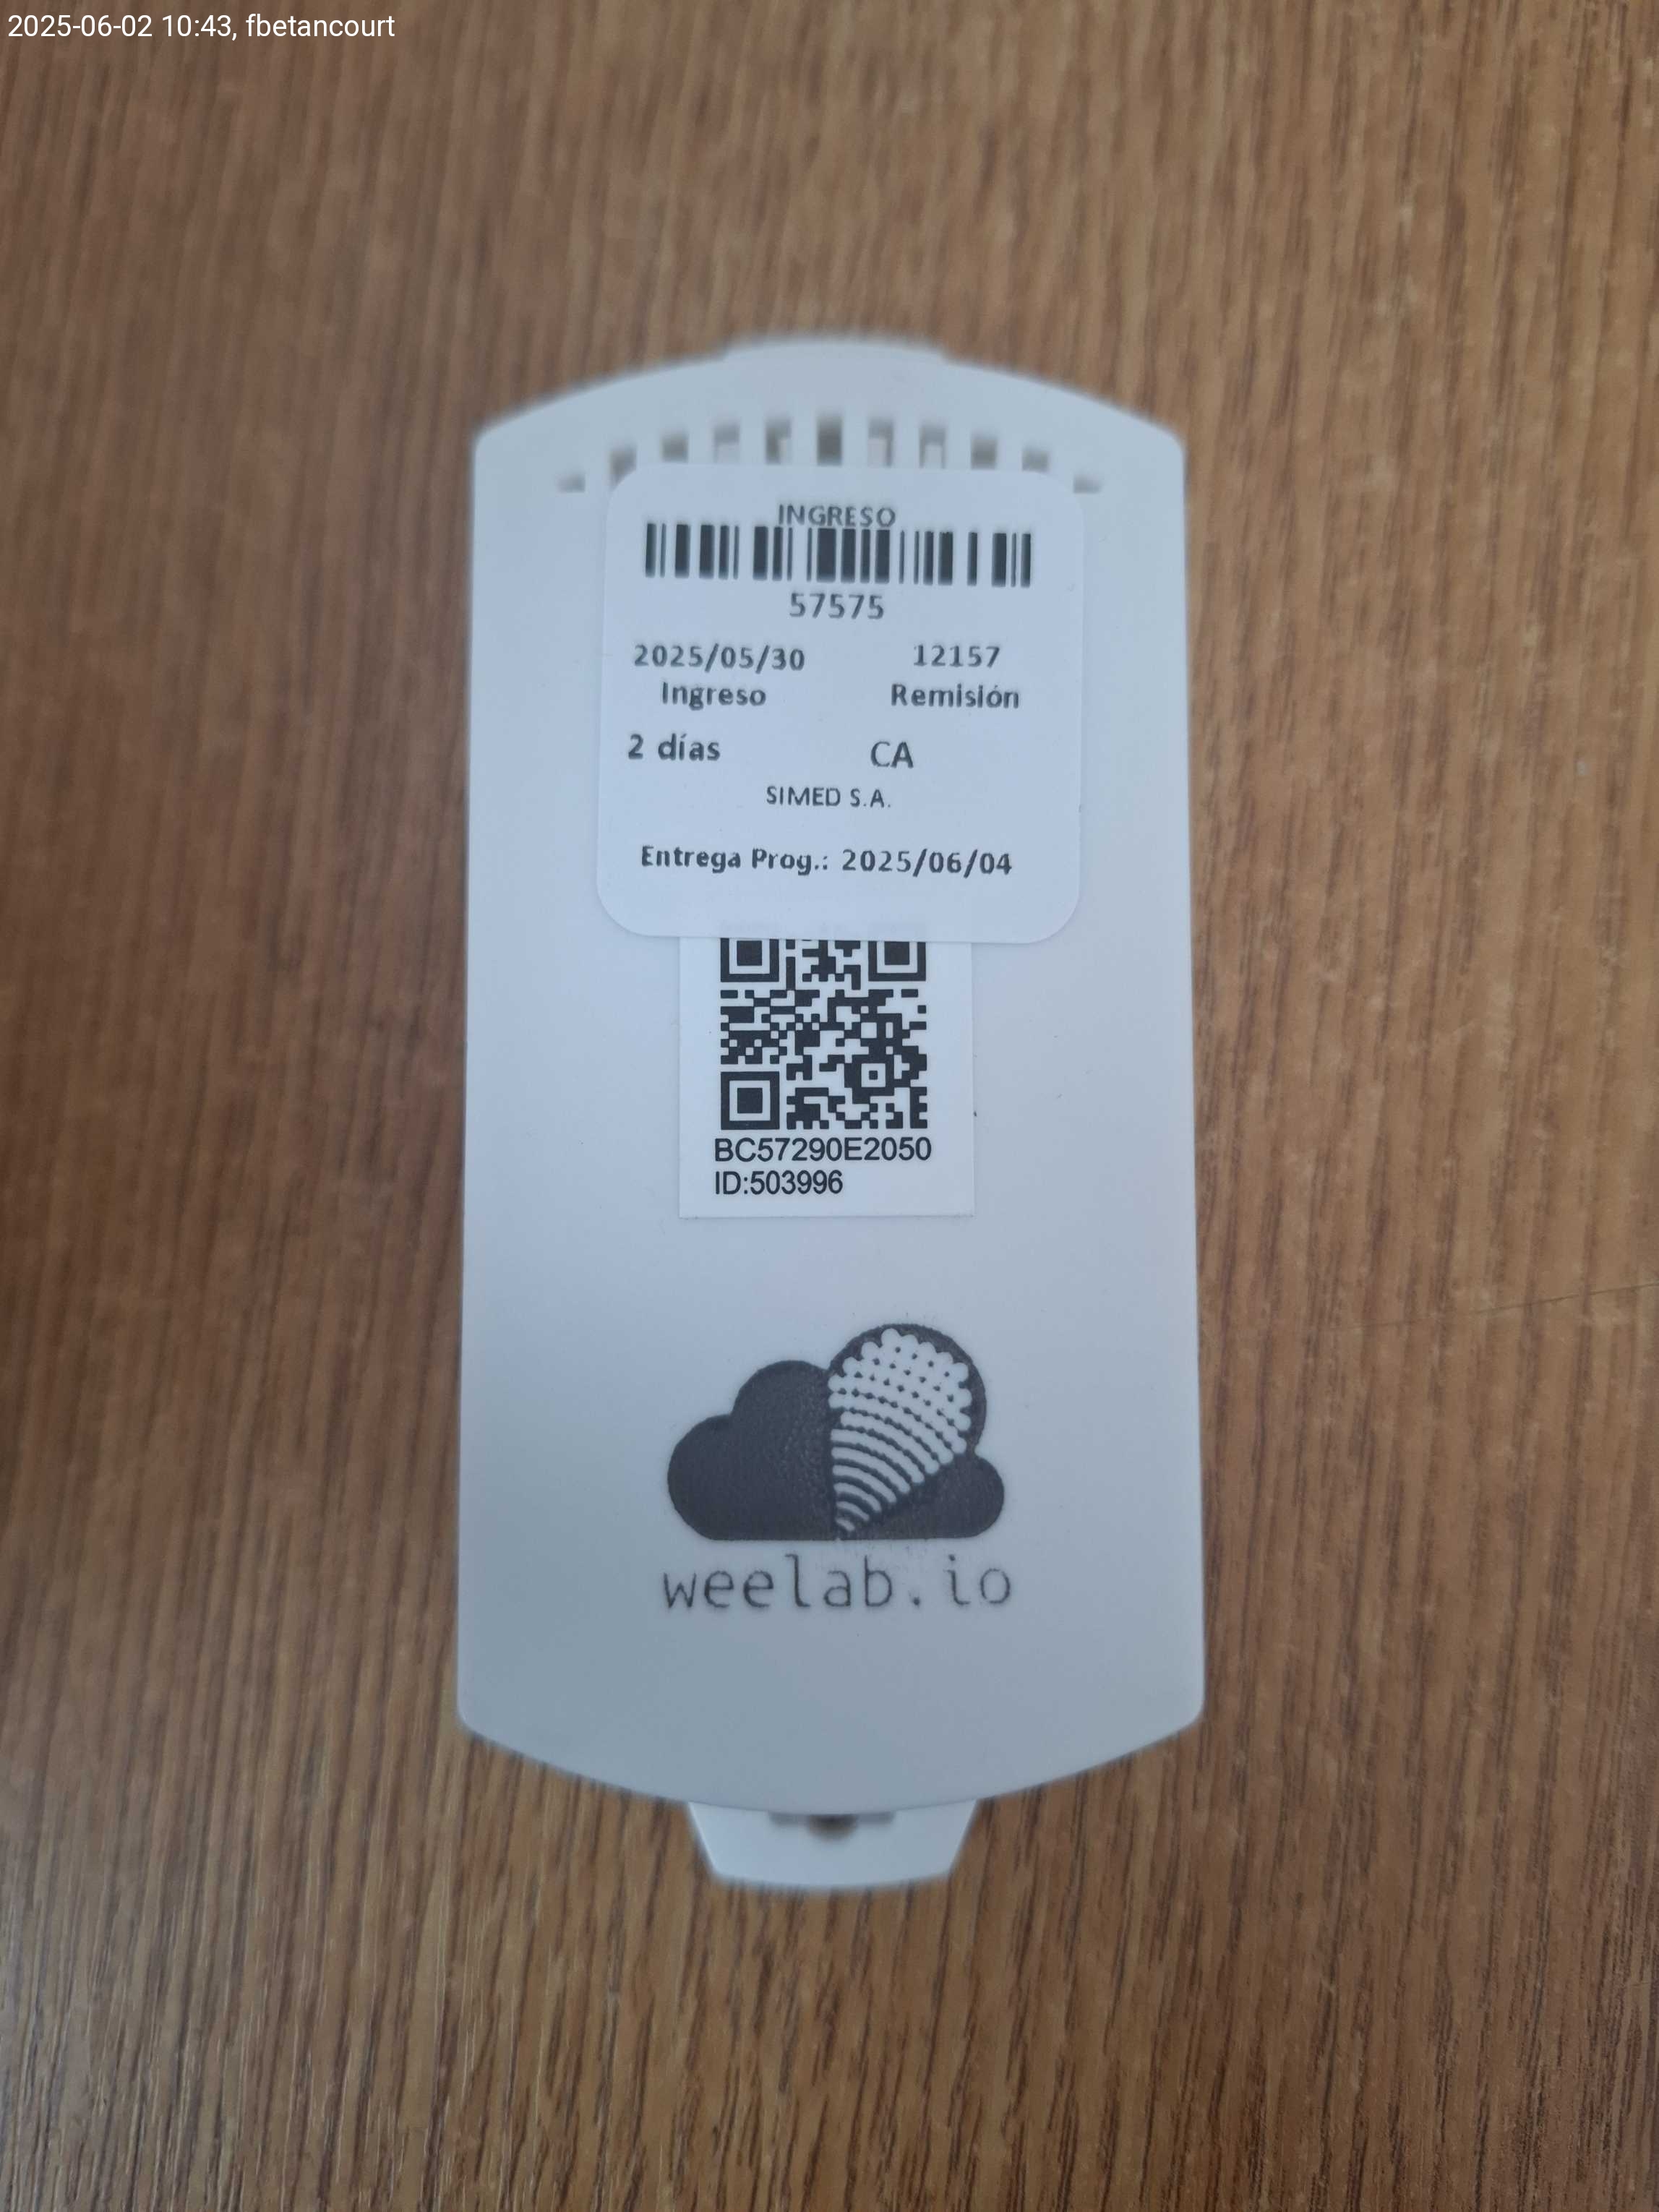 2025-06-02 10:43, fbetancourt
INGRESO
57575
2025/05/30 12157
Ingreso Remisión
2 días CA
SIMED S.A.
Entrega Prog.: 2025/06/04
BC57290E2050
ID:503996
weelab.io